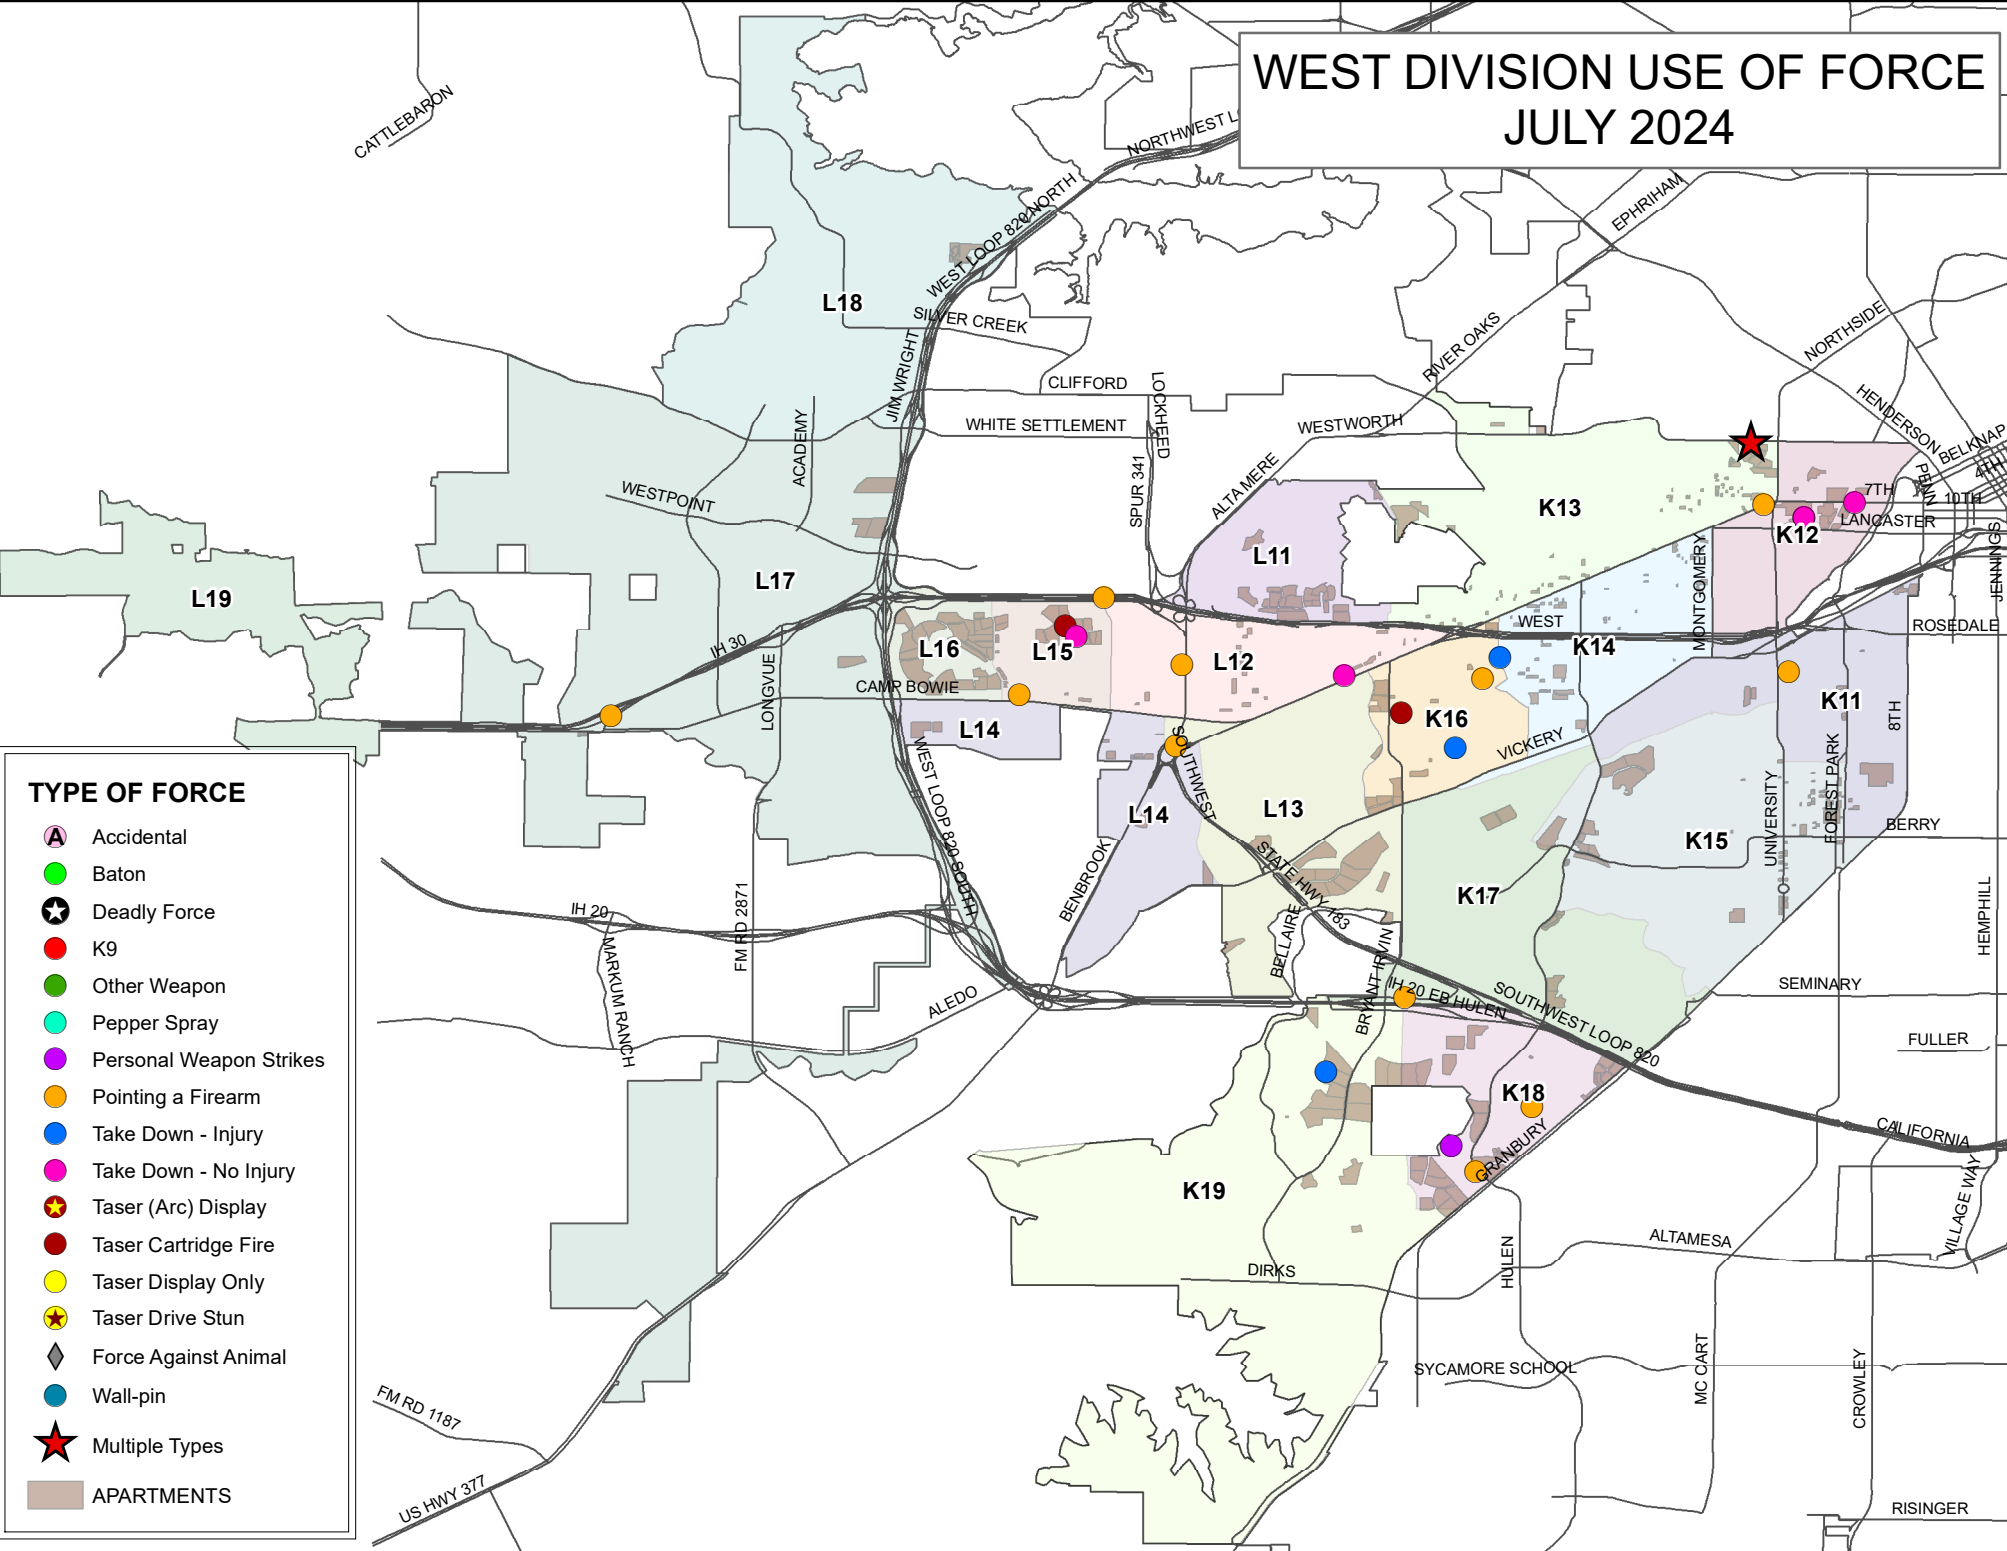 WEST DIVISION USE OF FORCE
JULY 2024
CATTLEBARON
NORTHWEST L
EPHRIHAM
WEST LOOP 820 NORTH
L18
SILVER CREEK
JIM WRIGHT
NORTHSIDE
RIVER OAKS
CLIFFORD
LOCKHEED
WHITE SETTLEMENT
WESTWORTH
HENDERSON
BELKNAP
4TH
ACADEMY
WESTPOINT
SPUR 341
ALTA MERE
PENN
7TH
10TH
LANCASTER
K13
K12
L11
L17
L19
MONTGOMERY
JENNINGS
WEST
ROSEDALE
K14
IH 30
L16
L15
L12
LONGVUE
CAMP BOWIE
K16
K11
8TH
L14
VICKERY
SOUTHWEST
WEST LOOP 820 SOUTH
L14
L13
UNIVERSITY
FOREST PARK
BERRY
K15
STATE HWY 183
BENBROOK
K17
FM RD 2871
IH 20
BELLAIRE
BRYANT IRVIN
HEMPHILL
MARKUM RANCH
ALEDO
IH 20 EB HULEN
SOUTHWEST LOOP 820
SEMINARY
FULLER
K18
CALIFORNIA
GRANBURY
K19
VILLAGE WAY
ALTAMESA
HULEN
DIRKS
SYCAMORE SCHOOL
MC CART
CROWLEY
FM RD 1187
US HWY 377
RISINGER
TYPE OF FORCE
A Accidental
Baton
Deadly Force
K9
Other Weapon
Pepper Spray
Personal Weapon Strikes
Pointing a Firearm
Take Down - Injury
Take Down - No Injury
Taser (Arc) Display
Taser Cartridge Fire
Taser Display Only
Taser Drive Stun
Force Against Animal
Wall-pin
Multiple Types
APARTMENTS